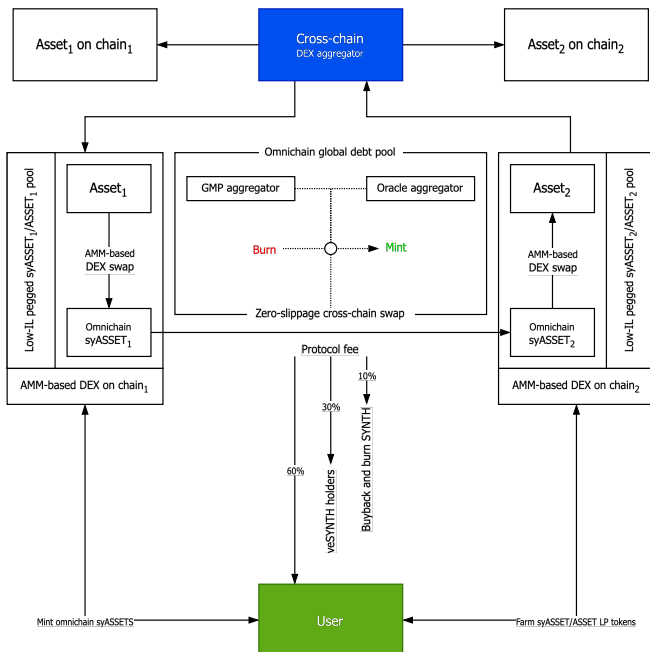 Asset₁ on chain₁
Cross-chain
DEX aggregator
Asset₂ on chain₂
Low-IL pegged syASSET₁/ASSET₁ pool
Asset₁
AMM-based
DEX swap
Omnichain
syASSET₁
AMM-based DEX on chain₁
Omnichain global debt pool
GMP aggregator
Oracle aggregator
Burn
Mint
Zero-slippage cross-chain swap
Asset₂
AMM-based
DEX swap
Omnichain
syASSET₂
Low-IL pegged syASSET₂/ASSET₂ pool
AMM-based DEX on chain₂
Protocol fee
10%
30%
60%
Buyback and burn SYNTH
veSYNTH holders
Mint omnichain syASSETS
User
Farm syASSET/ASSET LP tokens